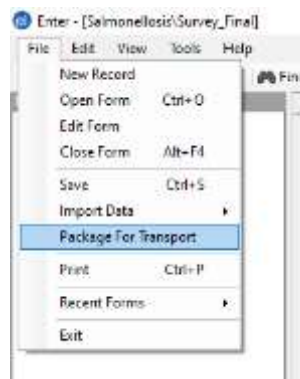 Enter - [Salmonellosis\Survey_Final]
File Edit View Tools Help
New Record
Fin
Open Form Ctrl+O
Edit Form
Close Form Alt+F4
Save Ctrl+S
Import Data
Package For Transport
Print Ctrl+P
Recent Forms
Exit